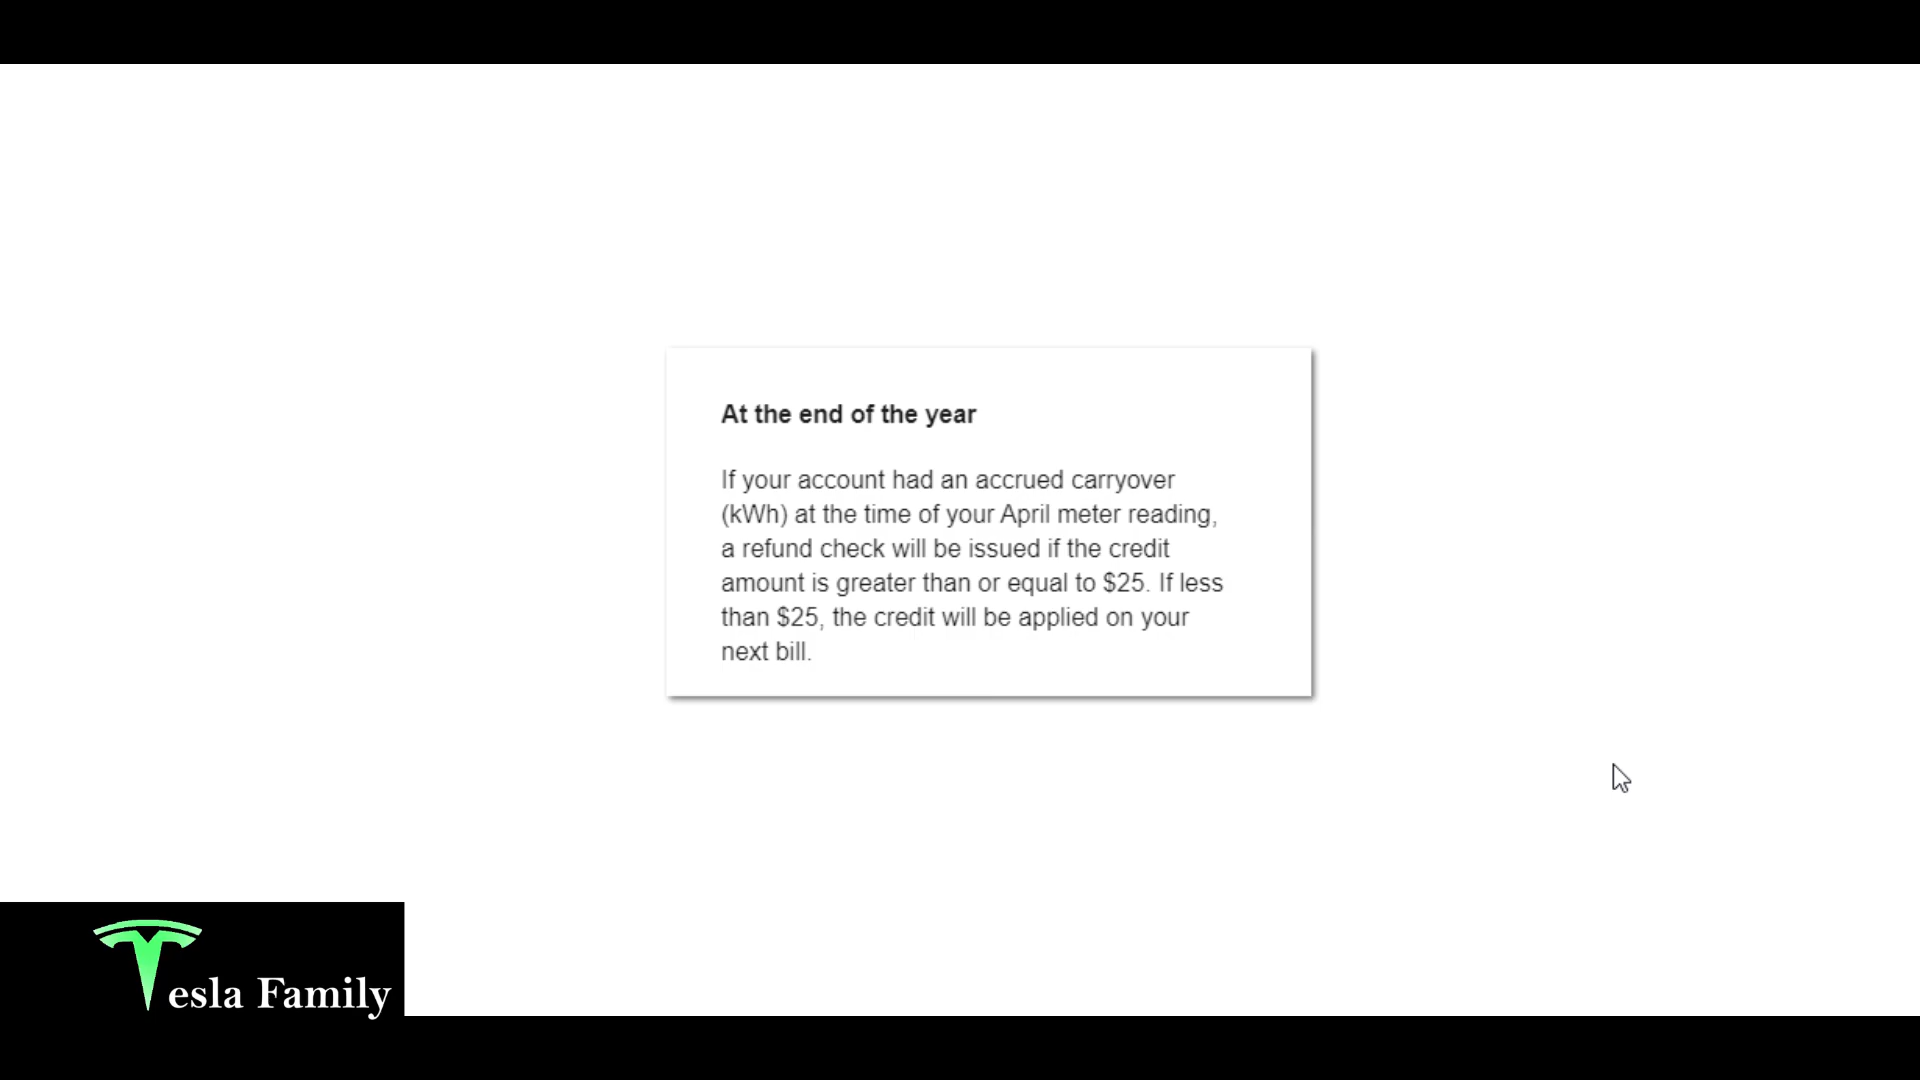 At the end of the year
If your account had an accrued carryover
(kWh) at the time of your April meter reading,
a refund check will be issued if the credit
amount is greater than or equal to $25. If less
than $25, the credit will be applied on your
next bill.
Tesla Family